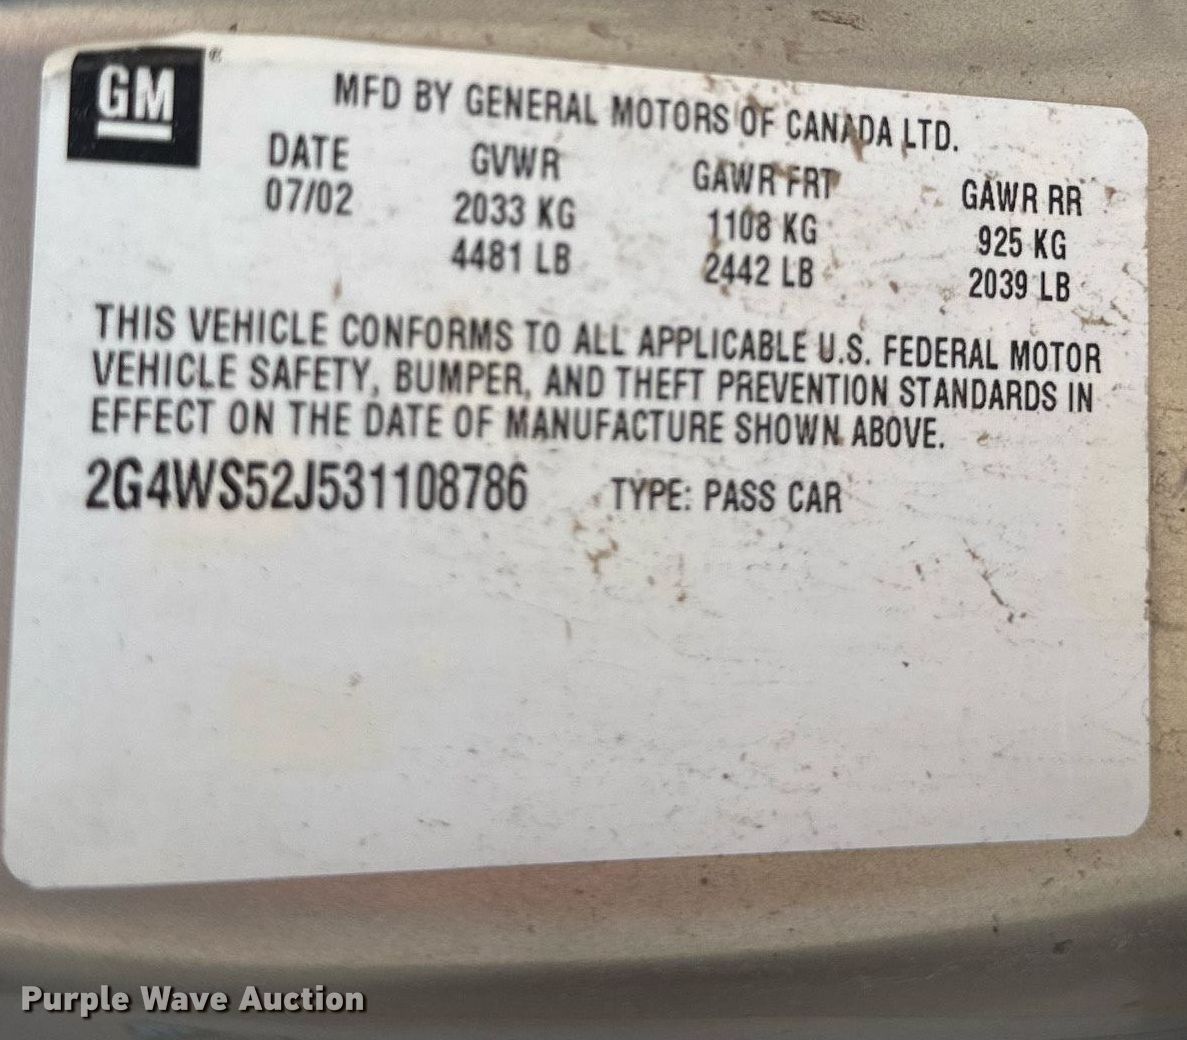 GM®
MFD BY GENERAL MOTORS OF CANADA LTD.
DATE GVWR GAWR FRT GAWR RR
07/02 2033 KG 1108 KG 925 KG
4481 LB 2442 LB 2039 LB
THIS VEHICLE CONFORMS TO ALL APPLICABLE U.S. FEDERAL MOTOR
VEHICLE SAFETY, BUMPER, AND THEFT PREVENTION STANDARDS IN
EFFECT ON THE DATE OF MANUFACTURE SHOWN ABOVE.
2G4WS52J531108786 TYPE: PASS CAR
Purple Wave Auction